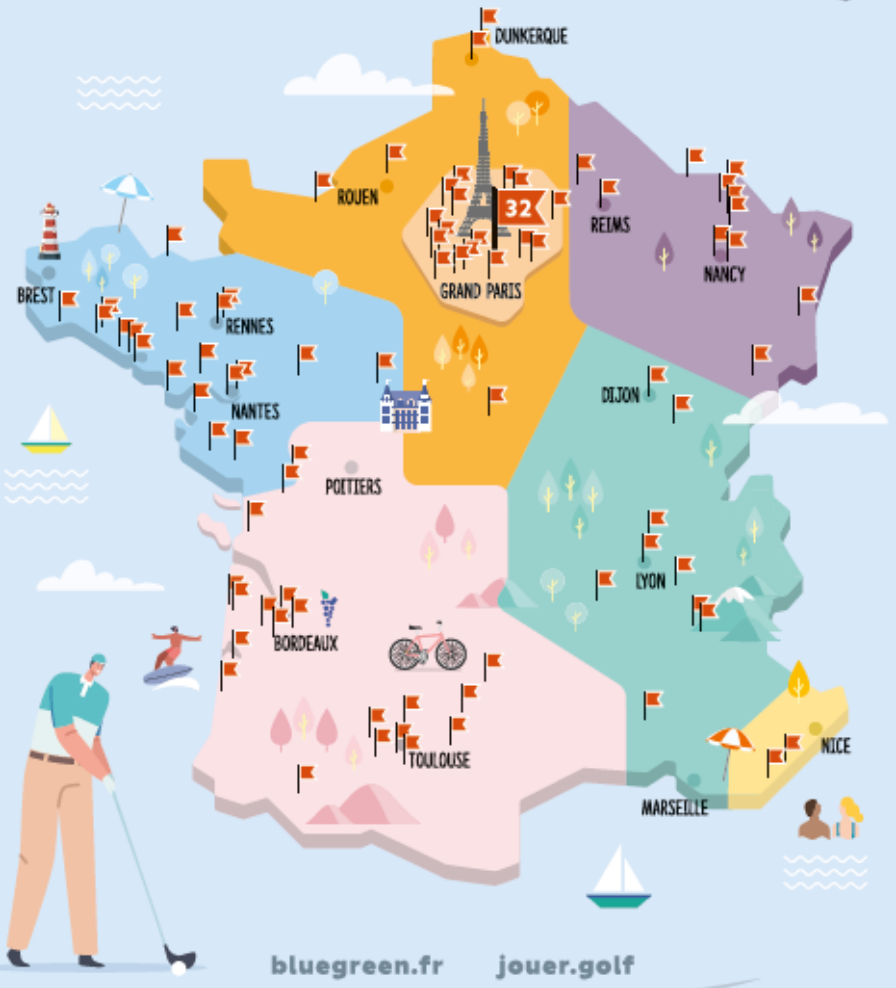 DUNKERQUE
ROUEN
32
REIMS
GRAND PARIS
NANCY
BREST
RENNES
DIJON
NANTES
POITIERS
LYON
BORDEAUX
TOULOUSE
NICE
MARSEILLE
bluegreen.fr jouer.golf